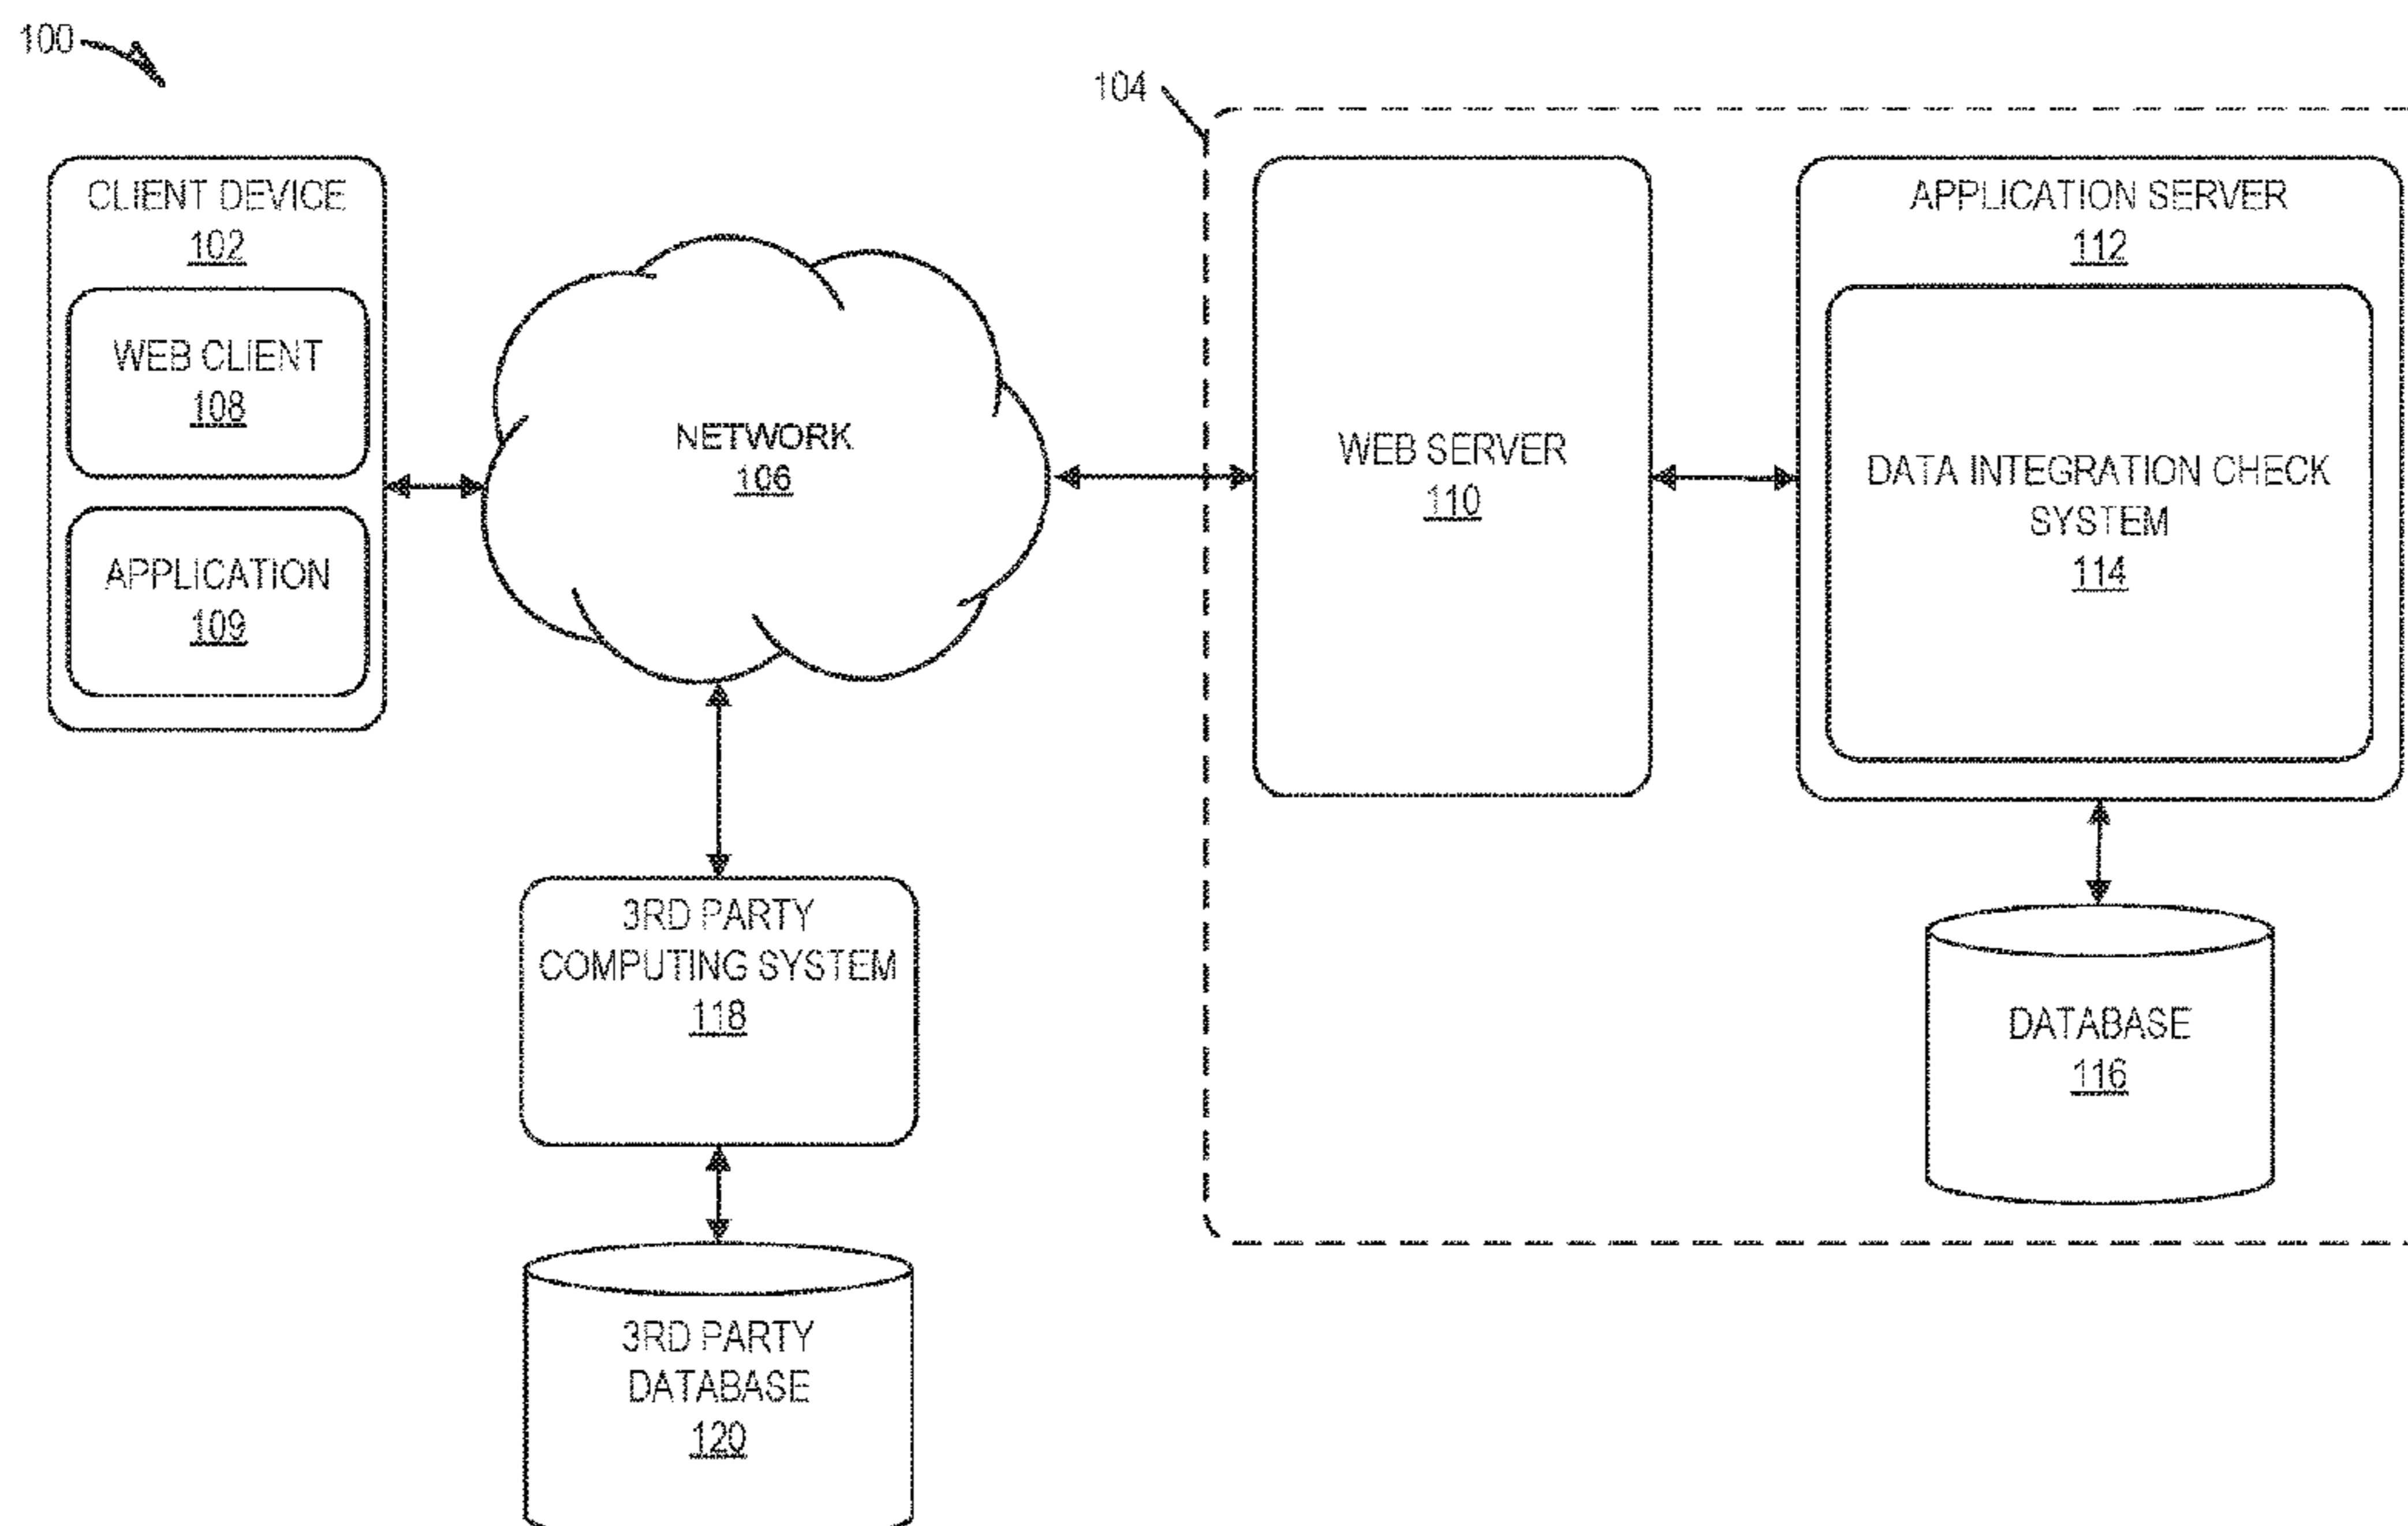 100
104
CLIENT DEVICE
102
WEB CLIENT
108
APPLICATION
109
NETWORK
106
WEB SERVER
110
APPLICATION SERVER
112
DATA INTEGRATION CHECK
SYSTEM
114
3RD PARTY
COMPUTING SYSTEM
118
DATABASE
116
3RD PARTY
DATABASE
120